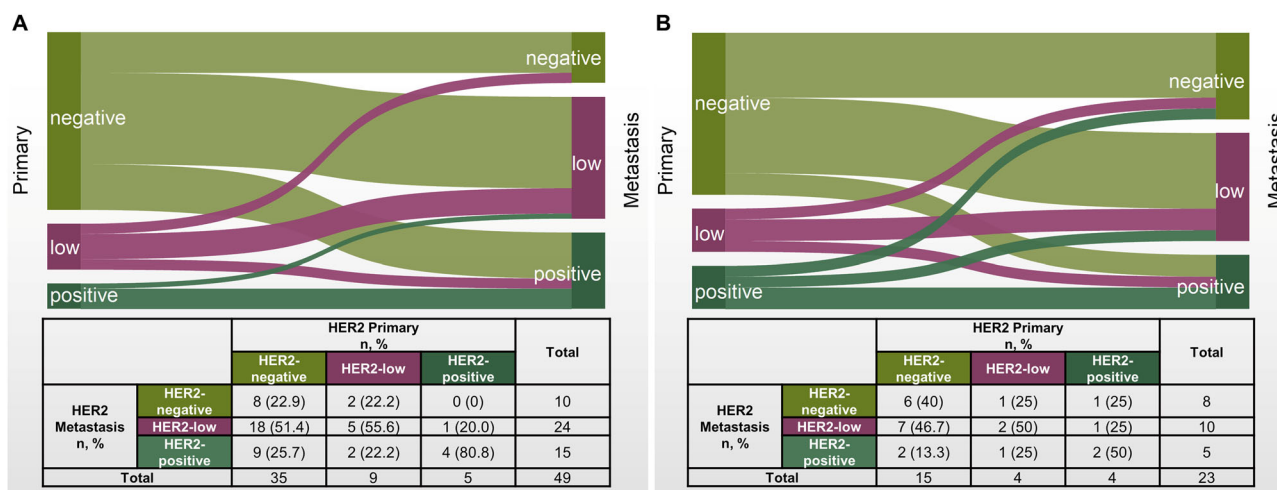 A
Primary
negative
low
positive
negative
low
positive
Metastasis
HER2 Primary
n, %
Total
HER2-
negative
HER2-low
HER2-
positive
HER2
Metastasis
n, %
HER2-
negative
8 (22.9) 2 (22.2) 0 (0) 10
HER2-low 18 (51.4) 5 (55.6) 1 (20.0) 24
HER2-
positive
9 (25.7) 2 (22.2) 4 (80.8) 15
Total 35 9 5 49
B
Primary
negative
low
positive
negative
low
positive
Metastasis
HER2 Primary
n, %
Total
HER2-
negative
HER2-low
HER2-
positive
HER2
Metastasis
n, %
HER2-
negative
6 (40) 1 (25) 1 (25) 8
HER2-low 7 (46.7) 2 (50) 1 (25) 10
HER2-
positive
2 (13.3) 1 (25) 2 (50) 5
Total 15 4 4 23